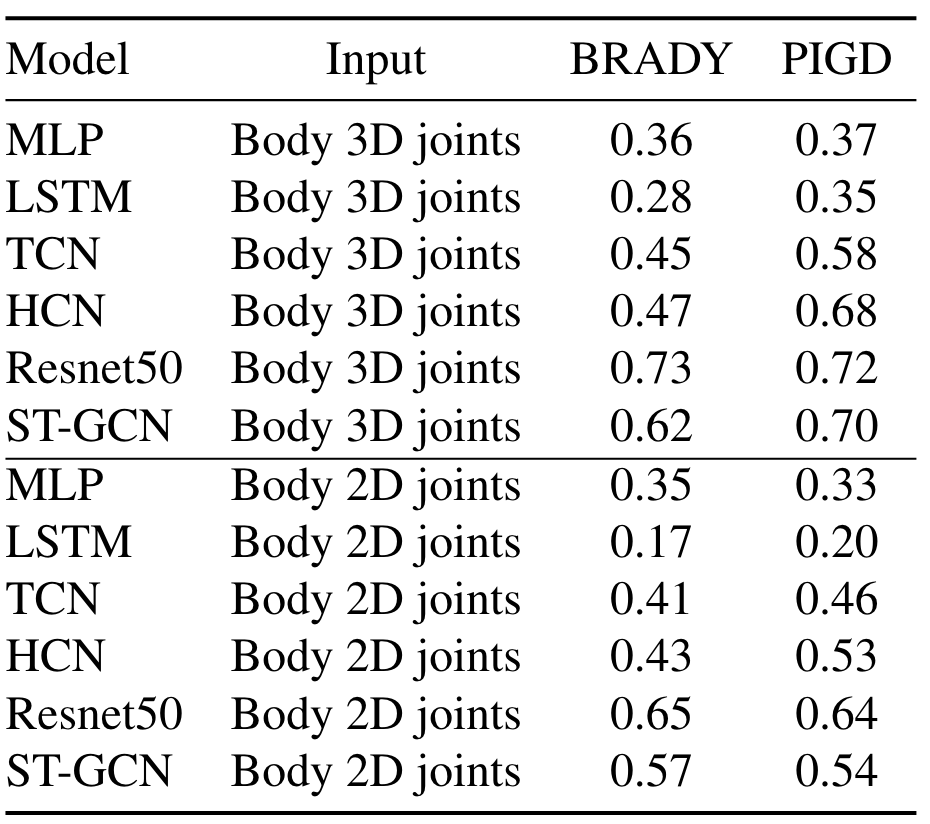 Model Input BRADY PIGD
MLP Body 3D joints 0.36 0.37
LSTM Body 3D joints 0.28 0.35
TCN Body 3D joints 0.45 0.58
HCN Body 3D joints 0.47 0.68
Resnet50 Body 3D joints 0.73 0.72
ST-GCN Body 3D joints 0.62 0.70
MLP Body 2D joints 0.35 0.33
LSTM Body 2D joints 0.17 0.20
TCN Body 2D joints 0.41 0.46
HCN Body 2D joints 0.43 0.53
Resnet50 Body 2D joints 0.65 0.64
ST-GCN Body 2D joints 0.57 0.54